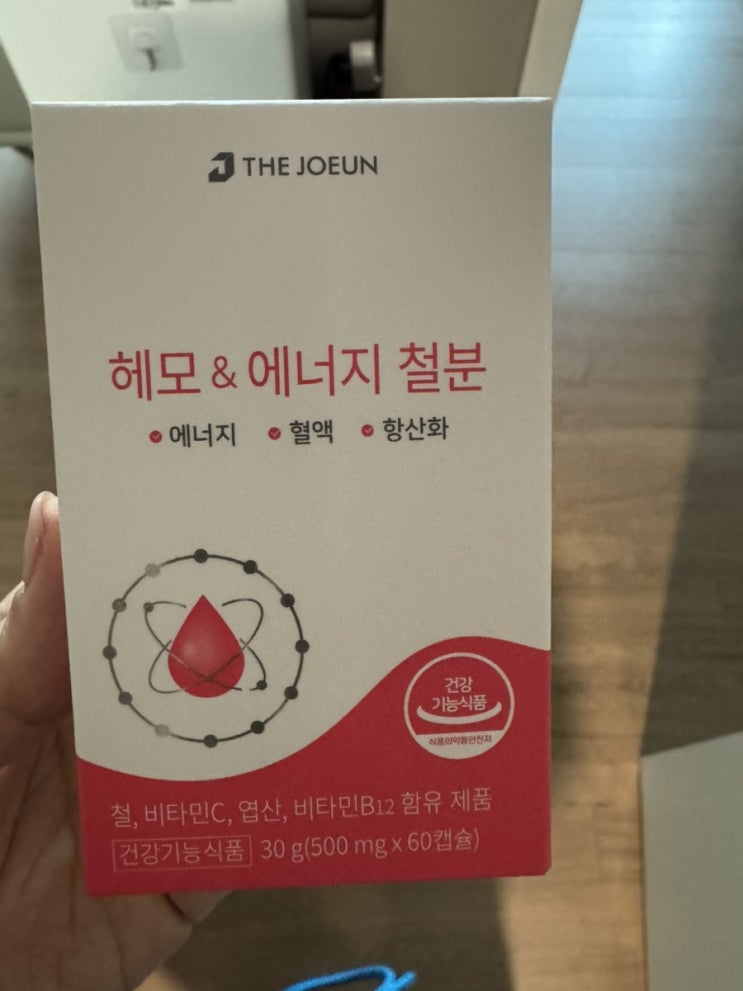 THE JOEUN
헤모 & 에너지 철분
에너지 혈액 항산화
건강
기능식품
식품의약품안전처
철, 비타민C, 엽산, 비타민B12 함유 제품
건강기능식품 30 g(500 mg x 60캡슐)